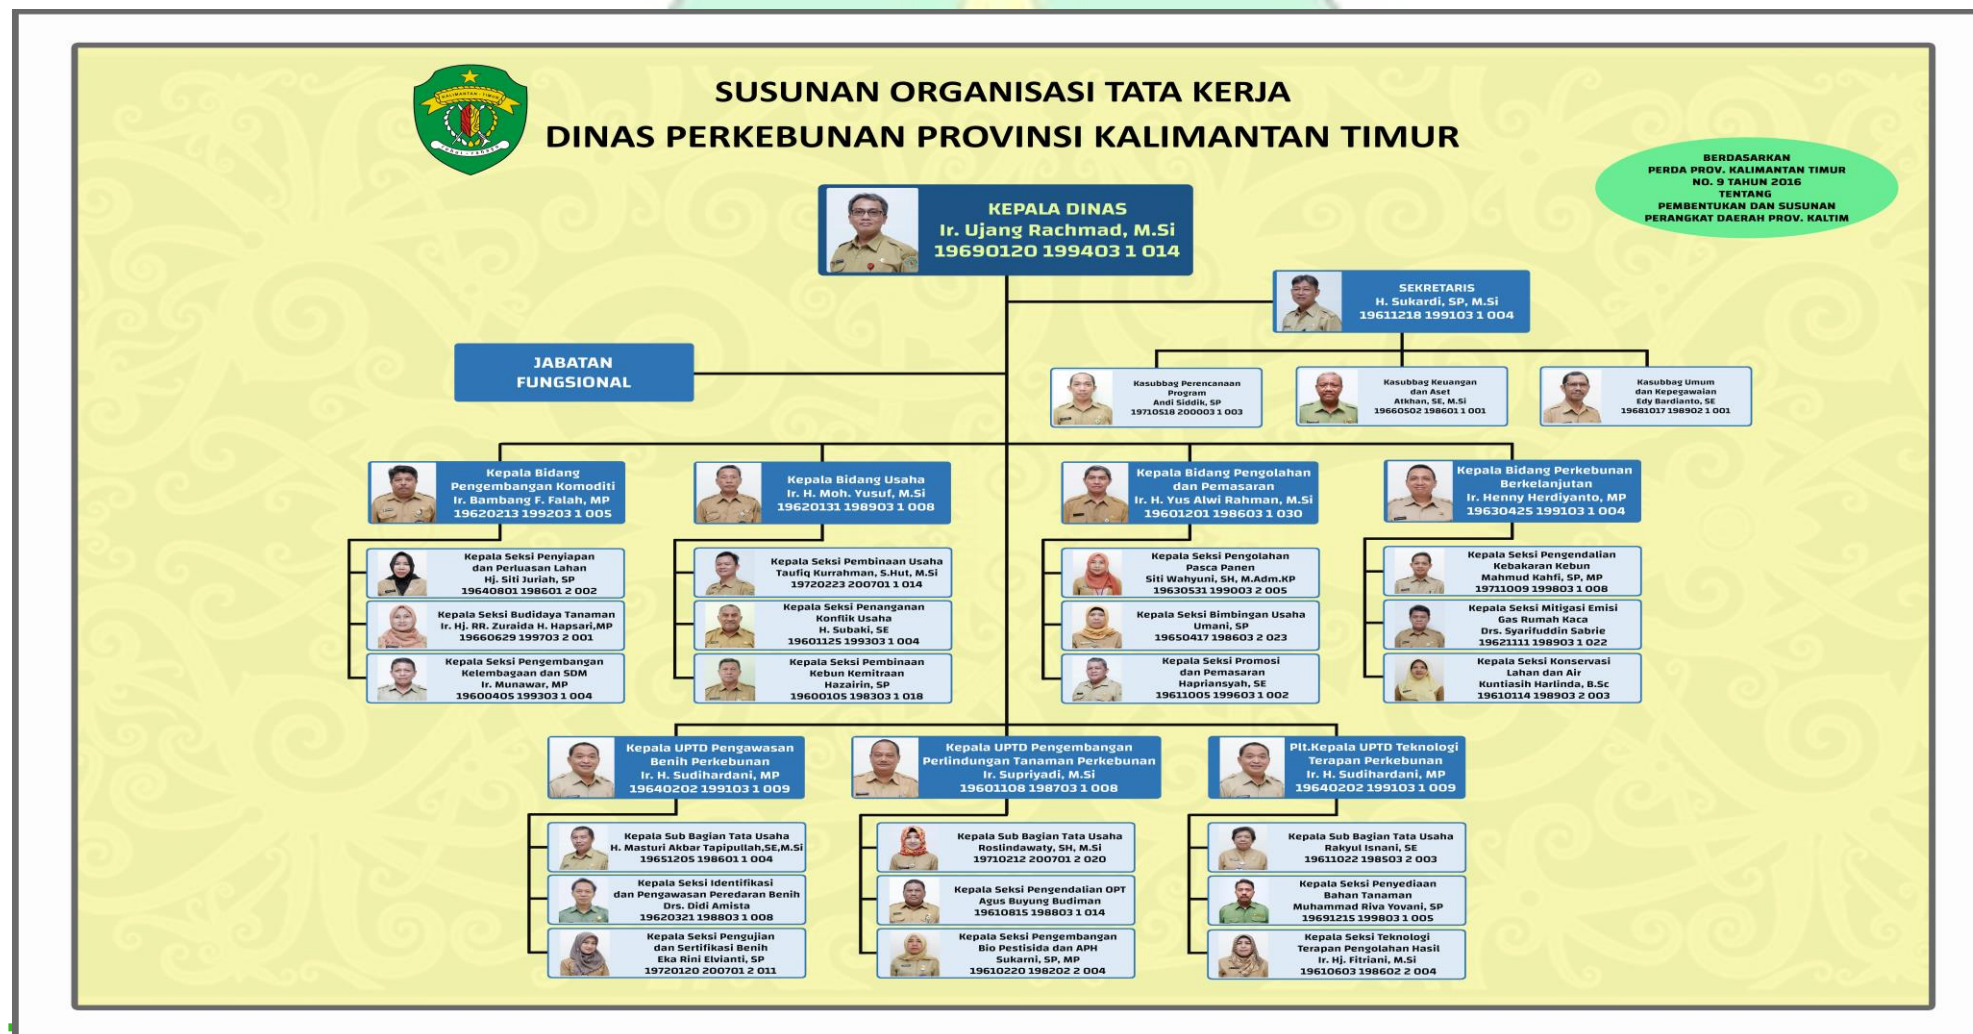 KALIMANTAN - TIMUR
SUSUNAN ORGANISASI TATA KERJA
DINAS PERKEBUNAN PROVINSI KALIMANTAN TIMUR
BERDASARKAN
PERDA PROV. KALIMANTAN TIMUR
NO. 9 TAHUN 2016
TENTANG
PEMBENTUKAN DAN SUSUNAN
PERANGKAT DAERAH PROV. KALTIM
KEPALA DINAS
Ir. Ujang Rachmad, M.Si
19690120 199403 1 014
SEKRETARIS
H. Sukardi, SP, M.Si
19611218 199103 1 004
JABATAN
FUNGSIONAL
Kasubbag Perencanaan
Program
Andi Siddik, SP
19710518 200003 1 003
Kasubbag Keuangan
dan Aset
Atkhan, SE, M.Si
19660502 198601 1 001
Kasubbag Umum
dan Kepegawaian
Edy Bardianto, SE
19681017 198902 1 001
Kepala Bidang
Pengembangan Komoditi
Ir. Bambang F. Falah, MP
19620213 199203 1 005
Kepala Bidang Usaha
Ir. H. Moh. Yusuf, M.Si
19620131 198903 1 008
Kepala Bidang Pengolahan
dan Pemasaran
Ir. H. Yus Alwi Rahman, M.Si
19601201 198603 1 030
Kepala Bidang Perkebunan
Berkelanjutan
Ir. Henny Herdiyanto, MP
19630425 199103 1 004
Kepala Seksi Penyiapan
dan Perluasan Lahan
Hj. Siti Juriah, SP
19640801 198601 2 002
Kepala Seksi Budidaya Tanaman
Ir. Hj. RR. Zuraida H. Hapsari,MP
19660629 199703 2 001
Kepala Seksi Pengembangan
Kelembagaan dan SDM
Ir. Munawar, MP
19600405 199303 1 004
Kepala Seksi Pembinaan Usaha
Taufiq Kurrahman, S.Hut, M.Si
19720223 200701 1 014
Kepala Seksi Penanganan
Konflik Usaha
H. Subaki, SE
19601125 199303 1 004
Kepala Seksi Pembinaan
Kebun Kemitraan
Hazairin, SP
19600105 198303 1 018
Kepala Seksi Pengolahan
Pasca Panen
Siti Wahyuni, SH, M.Adm.KP
19630531 199003 2 005
Kepala Seksi Bimbingan Usaha
Umani, SP
19650417 198603 2 023
Kepala Seksi Promosi
dan Pemasaran
Hapriansyah, SE
19611005 199603 1 002
Kepala Seksi Pengendalian
Kebakaran Kebun
Mahmud Kahfi, SP, MP
19711009 199803 1 008
Kepala Seksi Mitigasi Emisi
Gas Rumah Kaca
Drs. Syarifuddin Sabrie
19621111 198903 1 022
Kepala Seksi Konservasi
Lahan dan Air
Kuntiasih Harlinda, B.Sc
19610114 198903 2 003
Kepala UPTD Pengawasan
Benih Perkebunan
Ir. H. Sudihardani, MP
19640202 199103 1 009
Kepala UPTD Pengembangan
Perlindungan Tanaman Perkebunan
Ir. Supriyadi, M.Si
19601108 198703 1 008
Plt.Kepala UPTD Teknologi
Terapan Perkebunan
Ir. H. Sudihardani, MP
19640202 199103 1 009
Kepala Sub Bagian Tata Usaha
H. Masturi Akbar Tapipullah,SE,M.Si
19651205 198601 1 004
Kepala Seksi Identifikasi
dan Pengawasan Peredaran Benih
Drs. Didi Amista
19620321 198803 1 008
Kepala Seksi Pengujian
dan Sertifikasi Benih
Eka Rini Elvianti, SP
19720120 200701 2 011
Kepala Sub Bagian Tata Usaha
Roslindawaty, SH, M.Si
19710212 200701 2 020
Kepala Seksi Pengendalian OPT
Agus Buyung Budiman
19610815 198803 1 014
Kepala Seksi Pengembangan
Bio Pestisida dan APH
Sukarni, SP, MP
19610220 198202 2 004
Kepala Sub Bagian Tata Usaha
Rakyul Isnani, SE
19611022 198503 2 003
Kepala Seksi Penyediaan
Bahan Tanaman
Muhammad Riva Yovani, SP
19691215 199803 1 005
Kepala Seksi Teknologi
Terapan Pengolahan Hasil
Ir. Hj. Fitriani, M.Si
19610603 198602 2 004